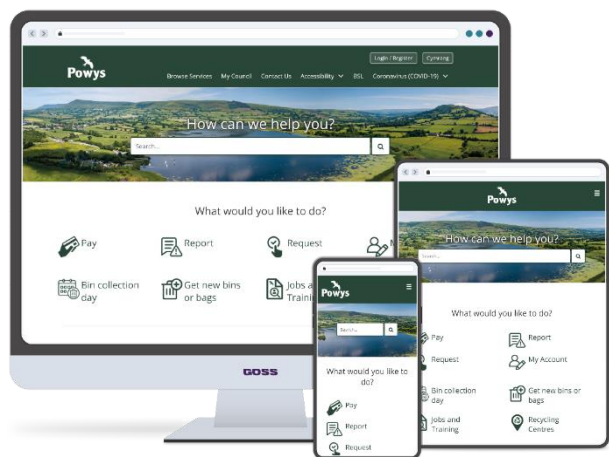 Login / Register
Cymraeg
Powys
Browse Services
My Council
Contact Us
Accessibility
BSL
Coronavirus (COVID-19)
How can we help you?
Search...
What would you like to do?
Pay
Report
Request
Bin collection
day
Get new bins
or bags
Jobs and
Training
GOSS
Powys
How can we help you?
Search...
What would you like to do?
Pay
Report
Request
My Account
Bin collection
day
Get new bins or
bags
Jobs and
Training
Recycling
Centres
Powys
Search...
What would you like to
do?
Pay
Report
Request